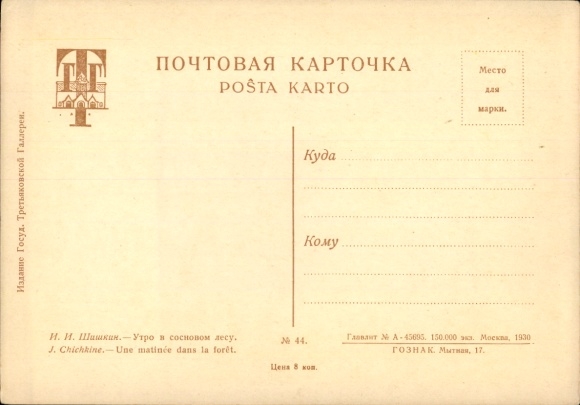 ПОЧТОВАЯ КАРТОЧКА
POŜTA KARTO
Место
для
марки.
Издание Госуд. Третьяковской Галлереи.
Куда
Кому
И. И. Шишкин.—Утро в сосновом лесу.
J. Chichkine.—Une matinée dans la forêt.
№ 44.
Главлит № А-45695. 150.000 экз. Москва, 1930
ГОЗНАК. Мытная, 17.
Цена 8 коп.